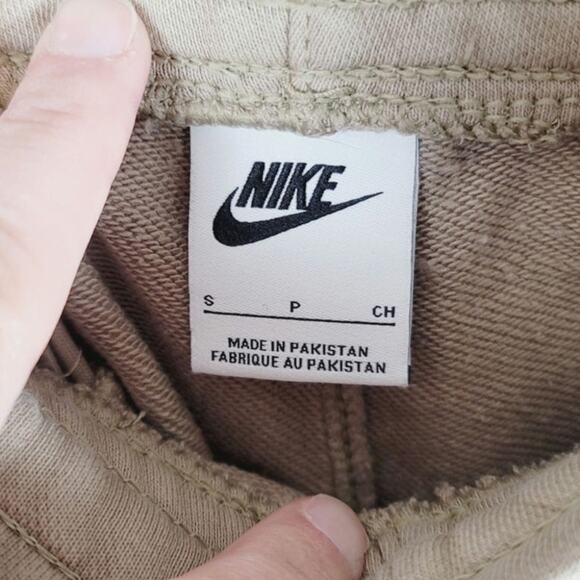 NIKE
S P CH
MADE IN PAKISTAN
FABRIQUE AU PAKISTAN